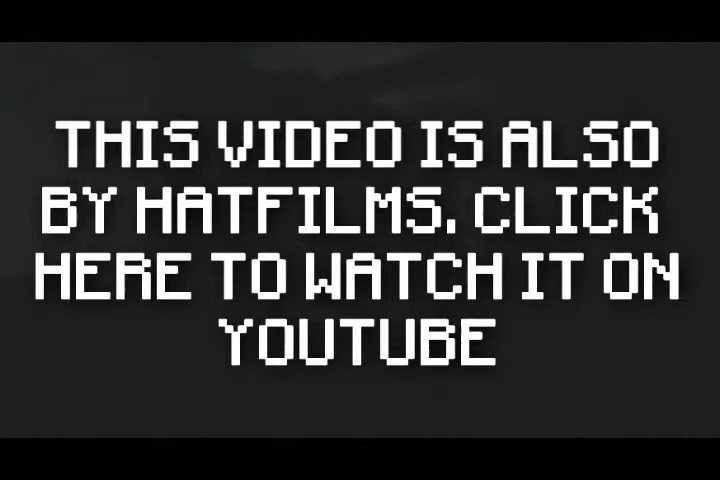 THIS VIDEO IS ALSO
BY HATFILMS. CLICK
HERE TO WATCH IT ON
YOUTUBE